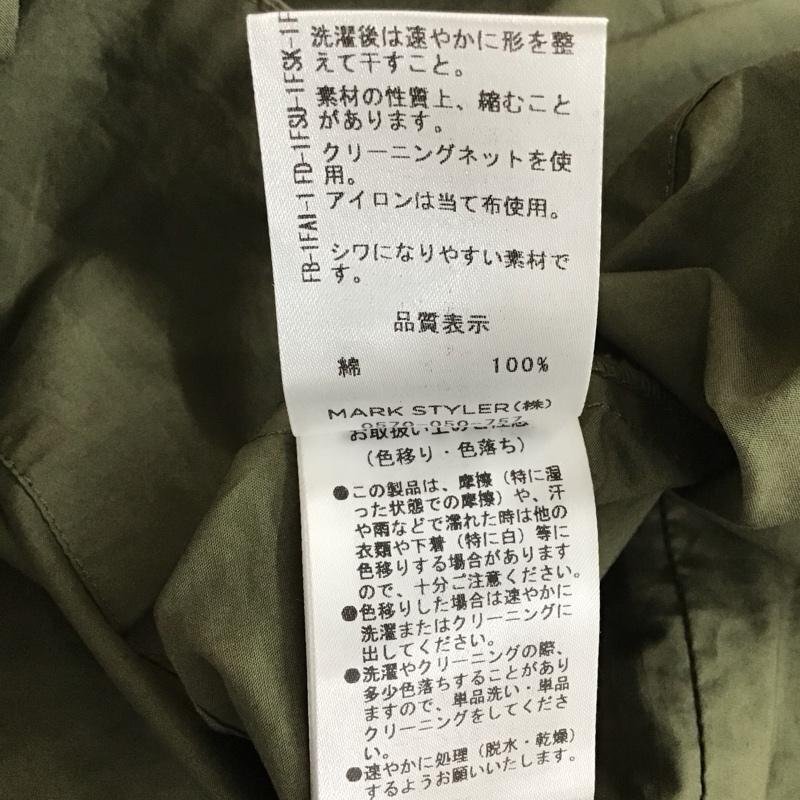 洗濯後は速やかに形を整
えて干すこと。
素材の性質上、縮むこと
があります。
クリーニングネットを使
用。
アイロンは当て布使用。
シワになりやすい素材で
す。
品質表示
綿 100%
MARK STYLER(株)
0570-050-757
FB-1FAI-1 FD-1FSU-1FSK-1F
お取扱い上のご注意
(色移り・色落ち)
●この製品は、摩擦(特に湿
った状態での摩擦)や、汗
や雨などで濡れた時は他の
衣類や下着(特に白)等に
色移りする場合があります
ので、十分ご注意ください。
●色移りした場合は速やかに
洗濯またはクリーニングに
出してください。
●洗濯やクリーニングの際、
多少色落ちすることがあり
ますので、単品洗い・単品
クリーニングをしてくださ
い。
●速やかに処理(脱水・乾燥)
するようお願いいたします。